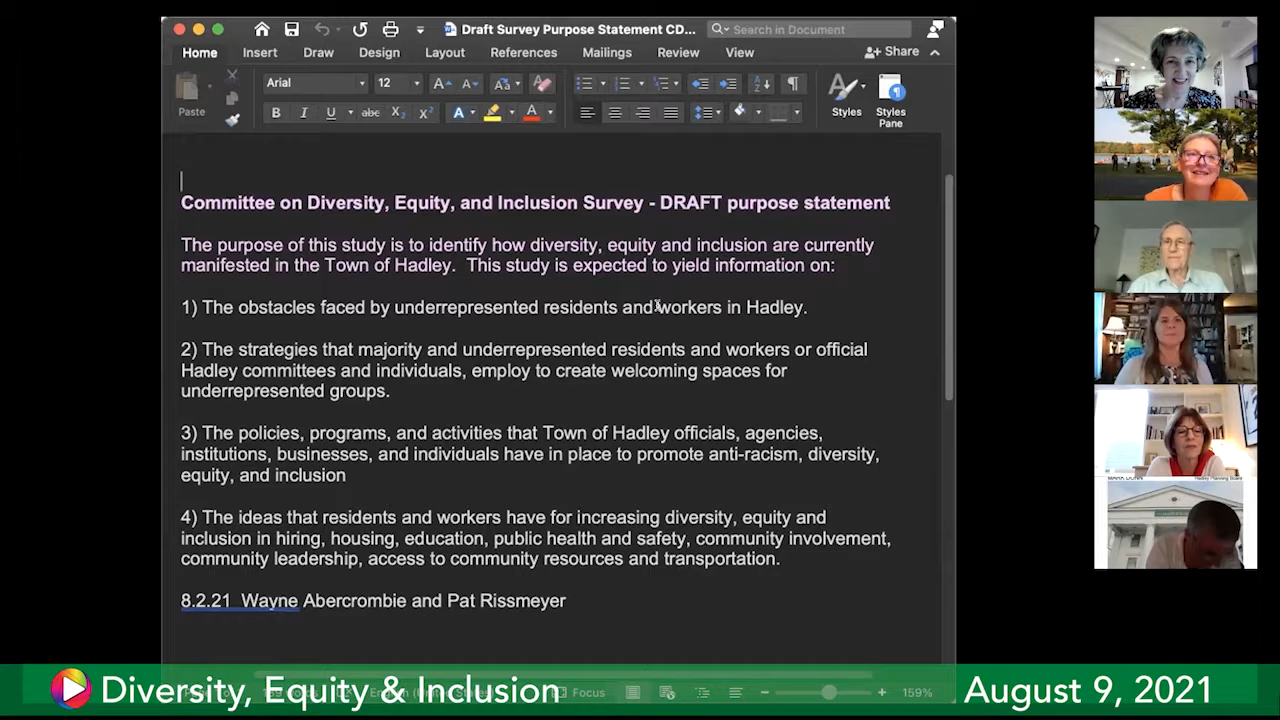 Draft Survey Purpose Statement CD...
Search in Document
Home Insert Draw Design Layout References Mailings Review View
Share
Paste
Arial
12
Styles
Styles
Pane
Committee on Diversity, Equity, and Inclusion Survey - DRAFT purpose statement
The purpose of this study is to identify how diversity, equity and inclusion are currently
manifested in the Town of Hadley. This study is expected to yield information on:
1) The obstacles faced by underrepresented residents and workers in Hadley.
2) The strategies that majority and underrepresented residents and workers or official
Hadley committees and individuals, employ to create welcoming spaces for
underrepresented groups.
3) The policies, programs, and activities that Town of Hadley officials, agencies,
institutions, businesses, and individuals have in place to promote anti-racism, diversity,
equity, and inclusion
4) The ideas that residents and workers have for increasing diversity, equity and
inclusion in hiring, housing, education, public health and safety, community involvement,
community leadership, access to community resources and transportation.
8.2.21 Wayne Abercrombie and Pat Rissmeyer
Hadley Planning Board
Focus
159%
Diversity, Equity & Inclusion
August 9, 2021